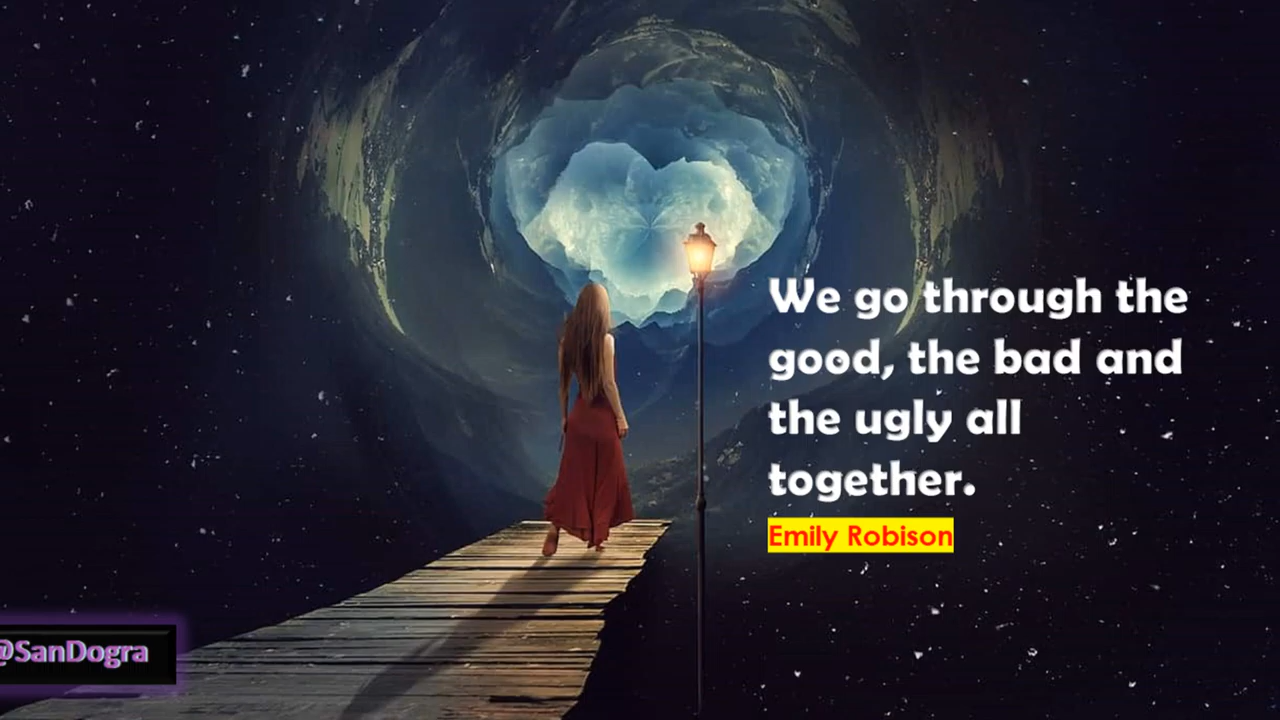 We go through the
good, the bad and
the ugly all
together.
Emily Robison
@SanDogra